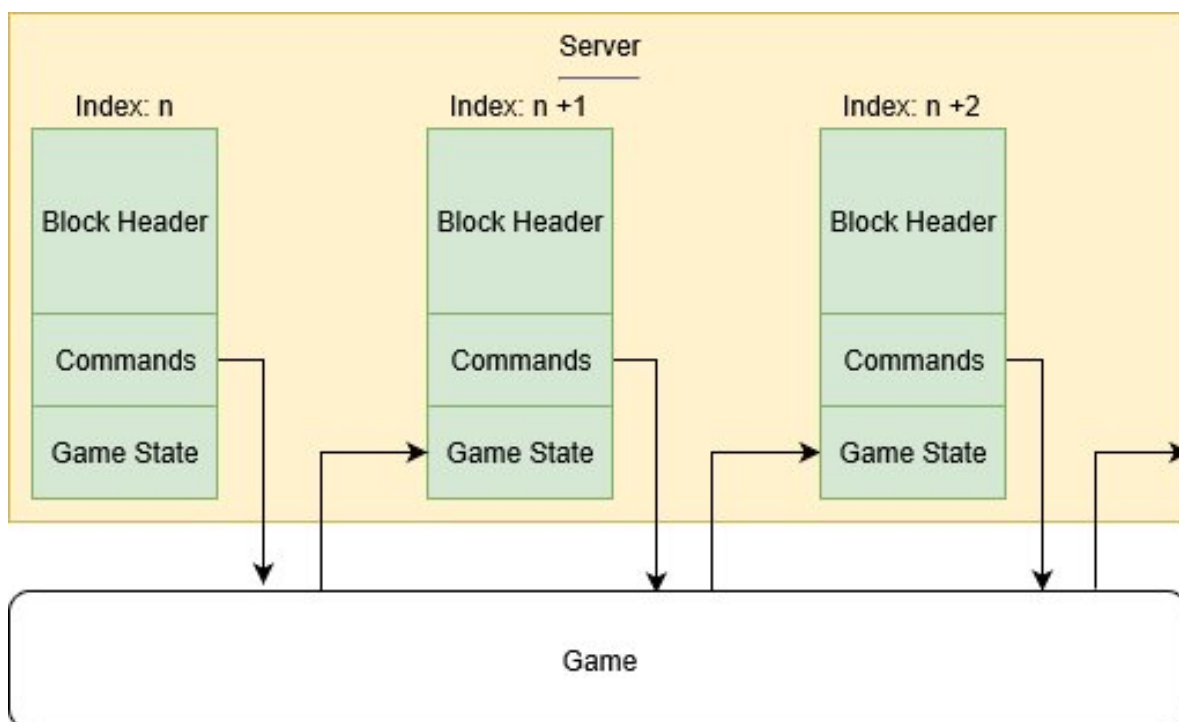 Server
Index: n
Index: n +1
Index: n +2
Block Header
Block Header
Block Header
Commands
Commands
Commands
Game State
Game State
Game State
Game